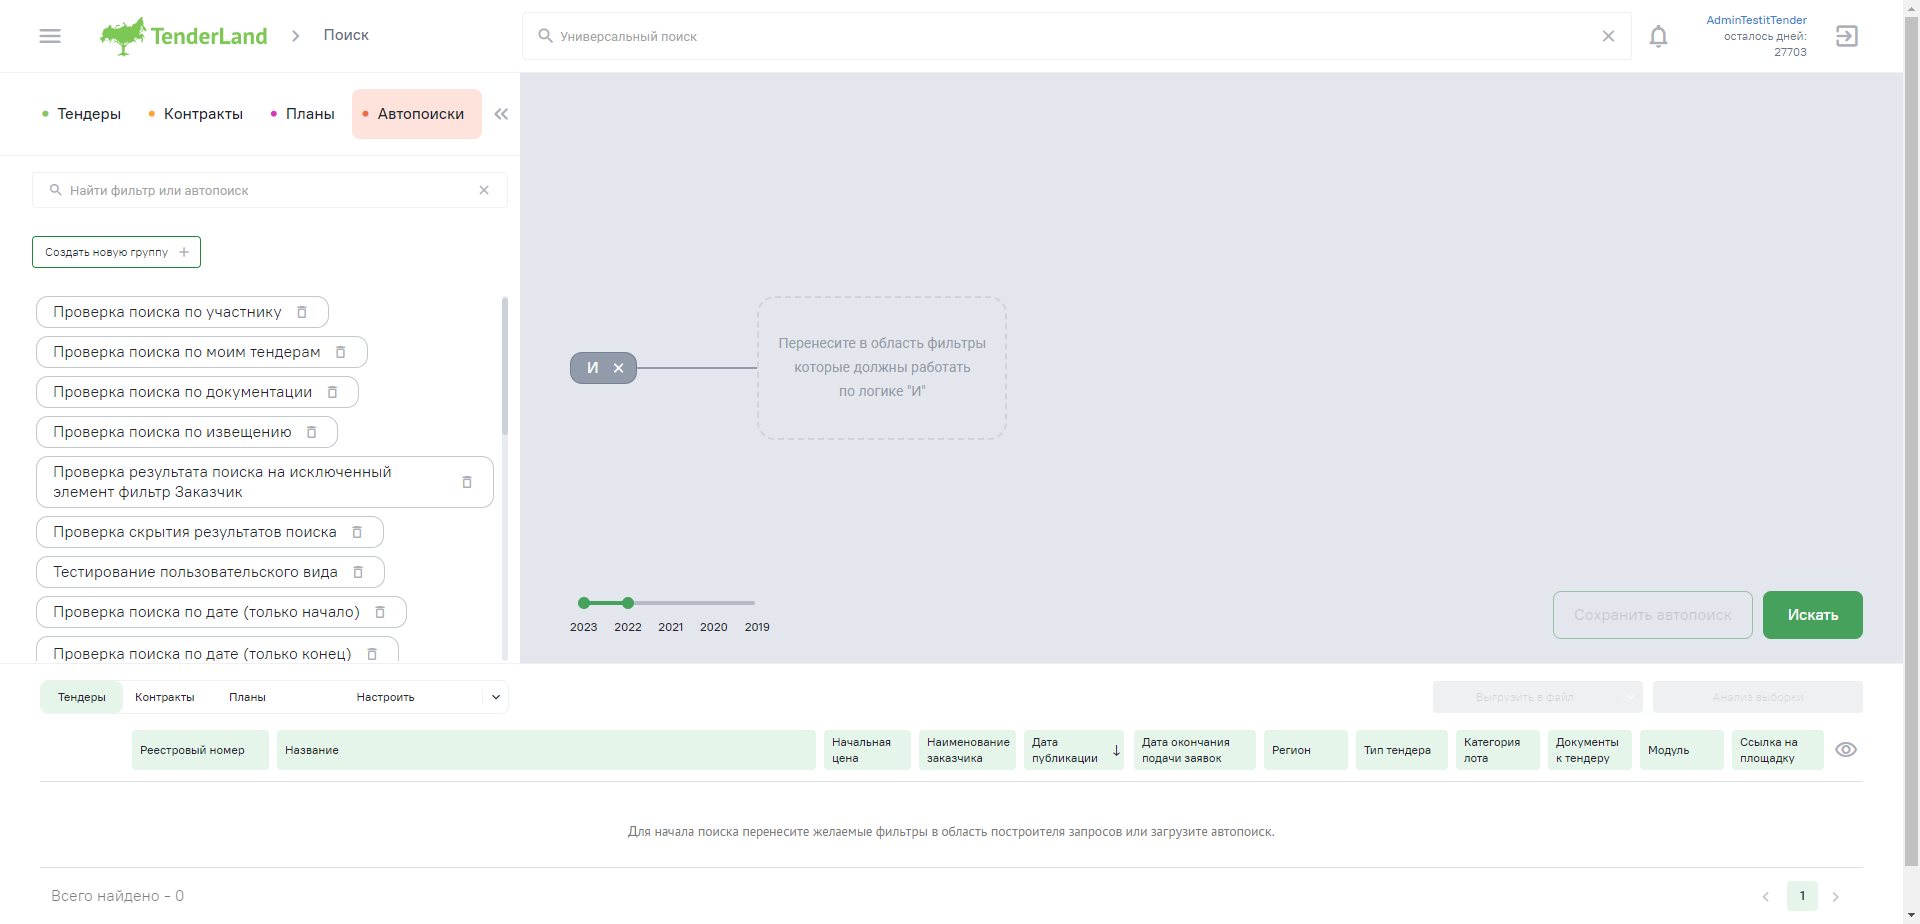 TenderLand
Поиск
Универсальный поиск
AdminTestitTender
осталось дней:
27703
Тендеры
Контракты
Планы
Автопоиски
Найти фильтр или автопоиск
Создать новую группу
Проверка поиска по участнику
Проверка поиска по моим тендерам
Проверка поиска по документации
Проверка поиска по извещению
Проверка результата поиска на исключенный
элемент фильтр Заказчик
Проверка скрытия результатов поиска
Тестирование пользовательского вида
Проверка поиска по дате (только начало)
Проверка поиска по дате (только конец)
И
Перенесите в область фильтры
которые должны работать
по логике "И"
2023 2022 2021 2020 2019
Сохранить автопоиск
Искать
Тендеры
Контракты
Планы
Настроить
Выгрузить в файл
Анализ выборки
Реестровый номер
Название
Начальная
цена
Наименование
заказчика
Дата
публикации
Дата окончания
подачи заявок
Регион
Тип тендера
Категория
лота
Документы
к тендеру
Модуль
Ссылка на
площадку
Для начала поиска перенесите желаемые фильтры в область построителя запросов или загрузите автопоиск.
Всего найдено - 0
1